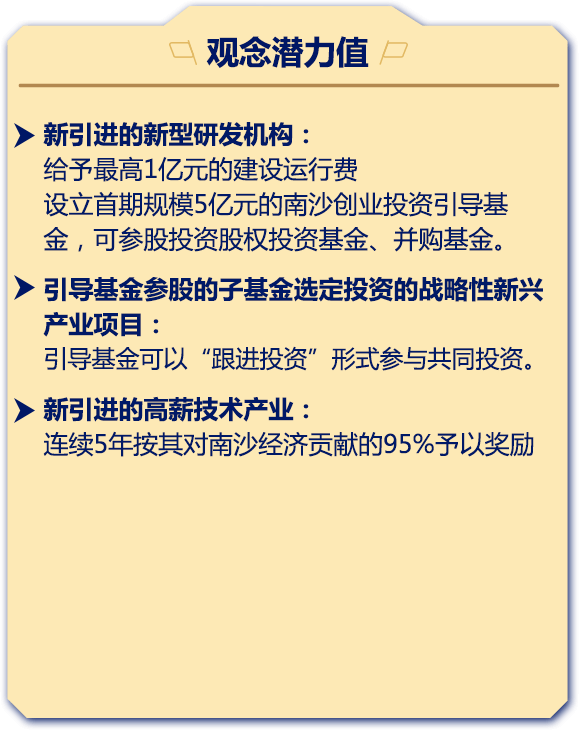 观念潜力值
新引进的新型研发机构：
给予最高1亿元的建设运行费
设立首期规模5亿元的南沙创业投资引导基
金，可参股投资股权投资基金、并购基金。
引导基金参股的子基金选定投资的战略性新兴
产业项目：
引导基金可以“跟进投资”形式参与共同投资。
新引进的高薪技术产业：
连续5年按其对南沙经济贡献的95%予以奖励